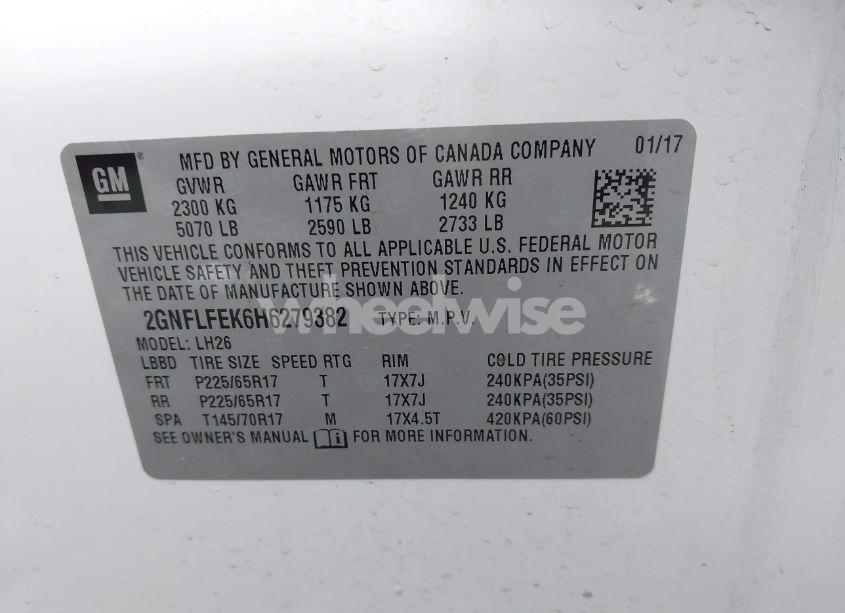 GM
MFD BY GENERAL MOTORS OF CANADA COMPANY 01/17
GVWR GAWR FRT GAWR RR
2300 KG 1175 KG 1240 KG
5070 LB 2590 LB 2733 LB
THIS VEHICLE CONFORMS TO ALL APPLICABLE U.S. FEDERAL MOTOR
VEHICLE SAFETY AND THEFT PREVENTION STANDARDS IN EFFECT ON
THE DATE OF MANUFACTURE SHOWN ABOVE.
wheelwise
2GNFLFEK6H6279382 TYPE: M.P.V.
MODEL: LH26
LBBD TIRE SIZE SPEED RTG RIM COLD TIRE PRESSURE
FRT P225/65R17 T 17X7J 240KPA(35PSI)
RR P225/65R17 T 17X7J 240KPA(35PSI)
SPA T145/70R17 M 17X4.5T 420KPA(60PSI)
SEE OWNER'S MANUAL i FOR MORE INFORMATION.